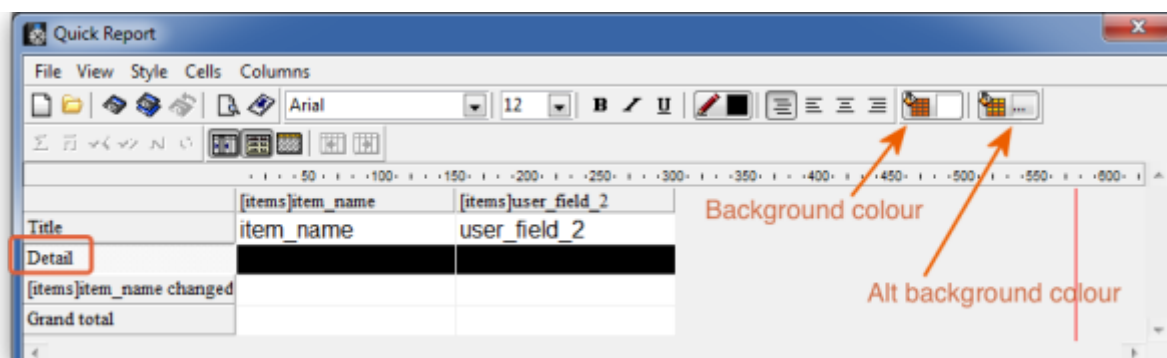 Quick Report
File View Style Cells Columns
Arial 12 B I U ...
50 100 150 200 250 300 350 400 450 500 550 600
[items]item_name [items]user_field_2
Background colour
Title item_name user_field_2
Detail
Alt background colour
[items]item_name changed
Grand total